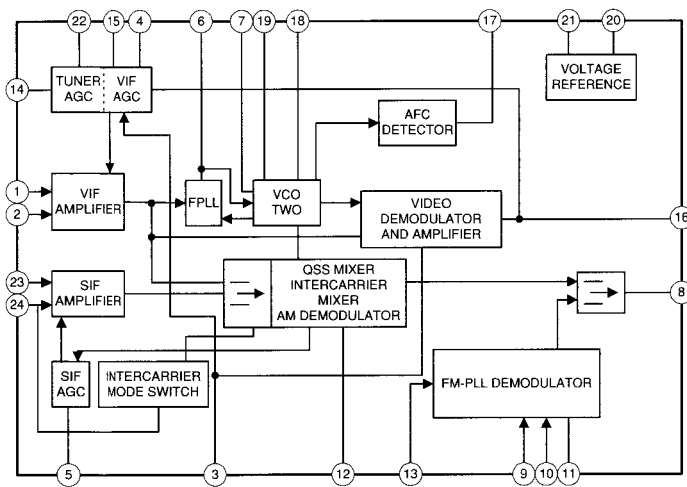 22
15
4
6
7
19
18
17
21
20
TUNER
AGC
VIF
AGC
14
VOLTAGE
REFERENCE
AFC
DETECTOR
1
2
VIF
AMPLIFIER
FPLL
VCO
TWO
VIDEO
DEMODULATOR
AND AMPLIFIER
16
23
24
SIF
AMPLIFIER
QSS MIXER
INTERCARRIER
MIXER
AM DEMODULATOR
8
SIF
AGC
INTERCARRIER
MODE SWITCH
FM-PLL DEMODULATOR
5
3
12
13
9
10
11